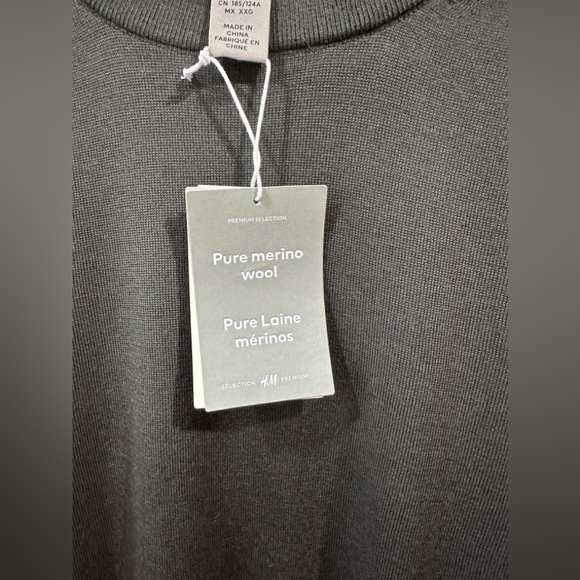 CN 185/124A
MX XXG
MADE IN
CHINA
FABRIQUÉ EN
CHINE
PREMIUM SELECTION
Pure merino
wool
Pure Laine
mérinos
SÉLECTION H&M PREMIUM